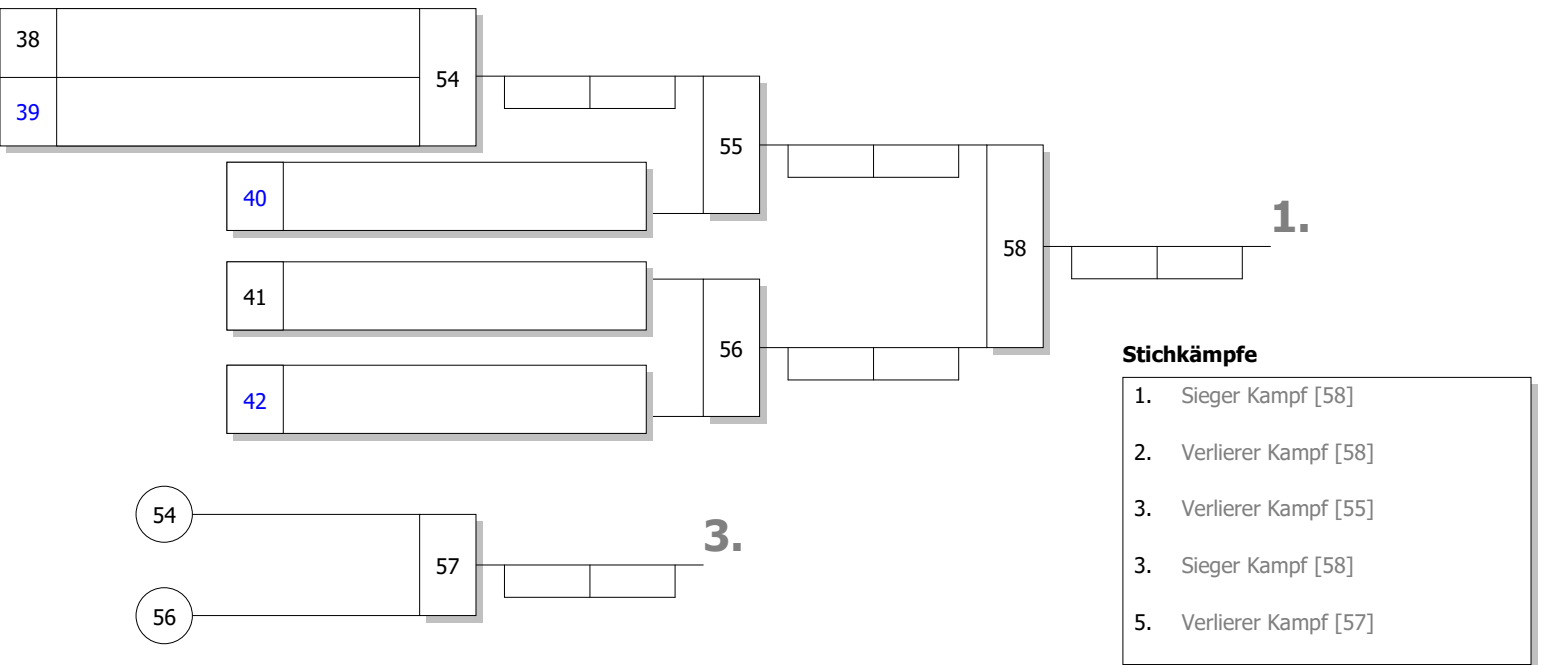 38
54
39
55
40
1.
58
41
56
Stichkämpfe
42
1. Sieger Kampf [58]
2. Verlierer Kampf [58]
3. Verlierer Kampf [55]
3. Sieger Kampf [58]
5. Verlierer Kampf [57]
54
3.
57
56